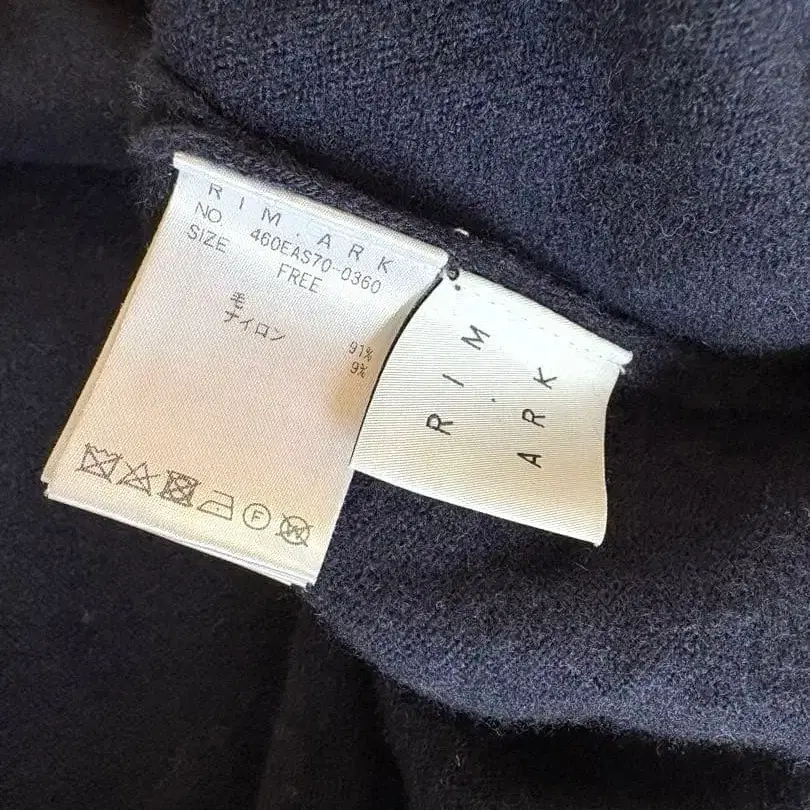 RIM.ARK
NO 460EAS70-0360
SIZE FREE
毛 91%
ナイロン 9%
F
W
RIM.
ARK